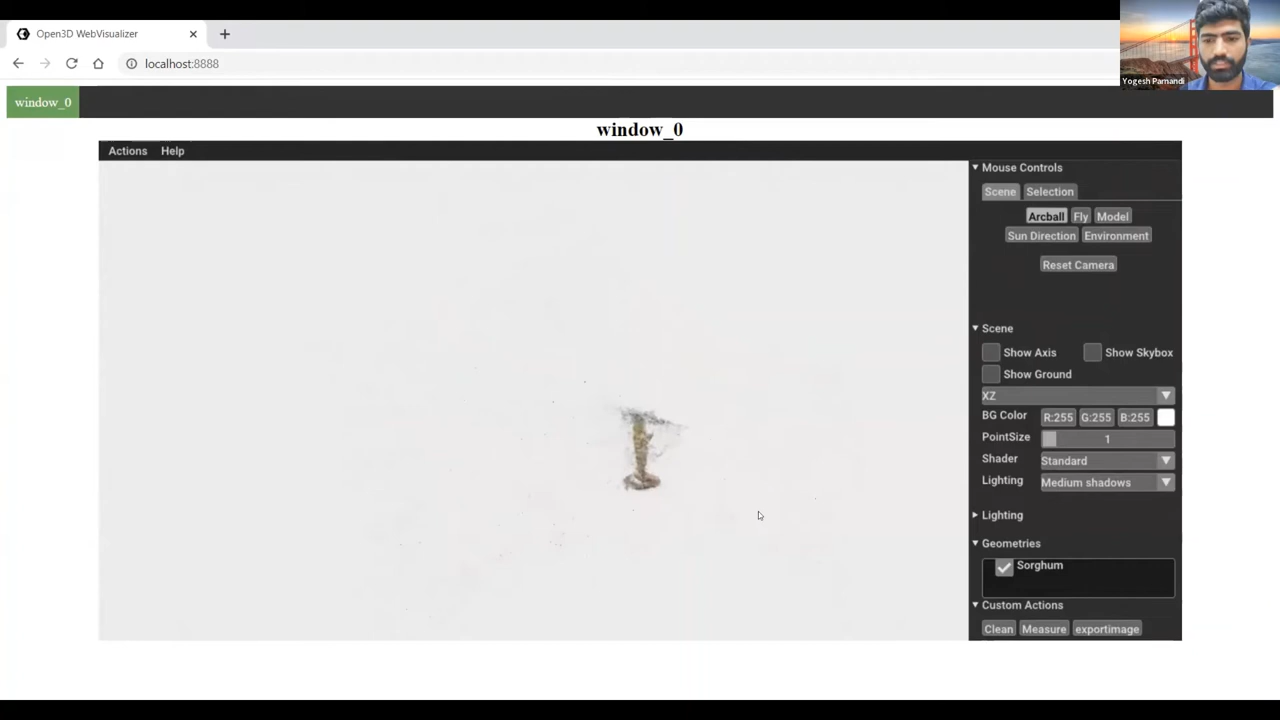 Open3D WebVisualizer
localhost:8888
Yogesh Parnandi
window_0
window_0
Actions Help
Mouse Controls
Scene Selection
Arcball Fly Model
Sun Direction Environment
Reset Camera
Scene
Show Axis Show Skybox
Show Ground
XZ
BG Color R:255 G:255 B:255
PointSize 1
Shader Standard
Lighting Medium shadows
Lighting
Geometries
Sorghum
Custom Actions
Clean Measure exportimage